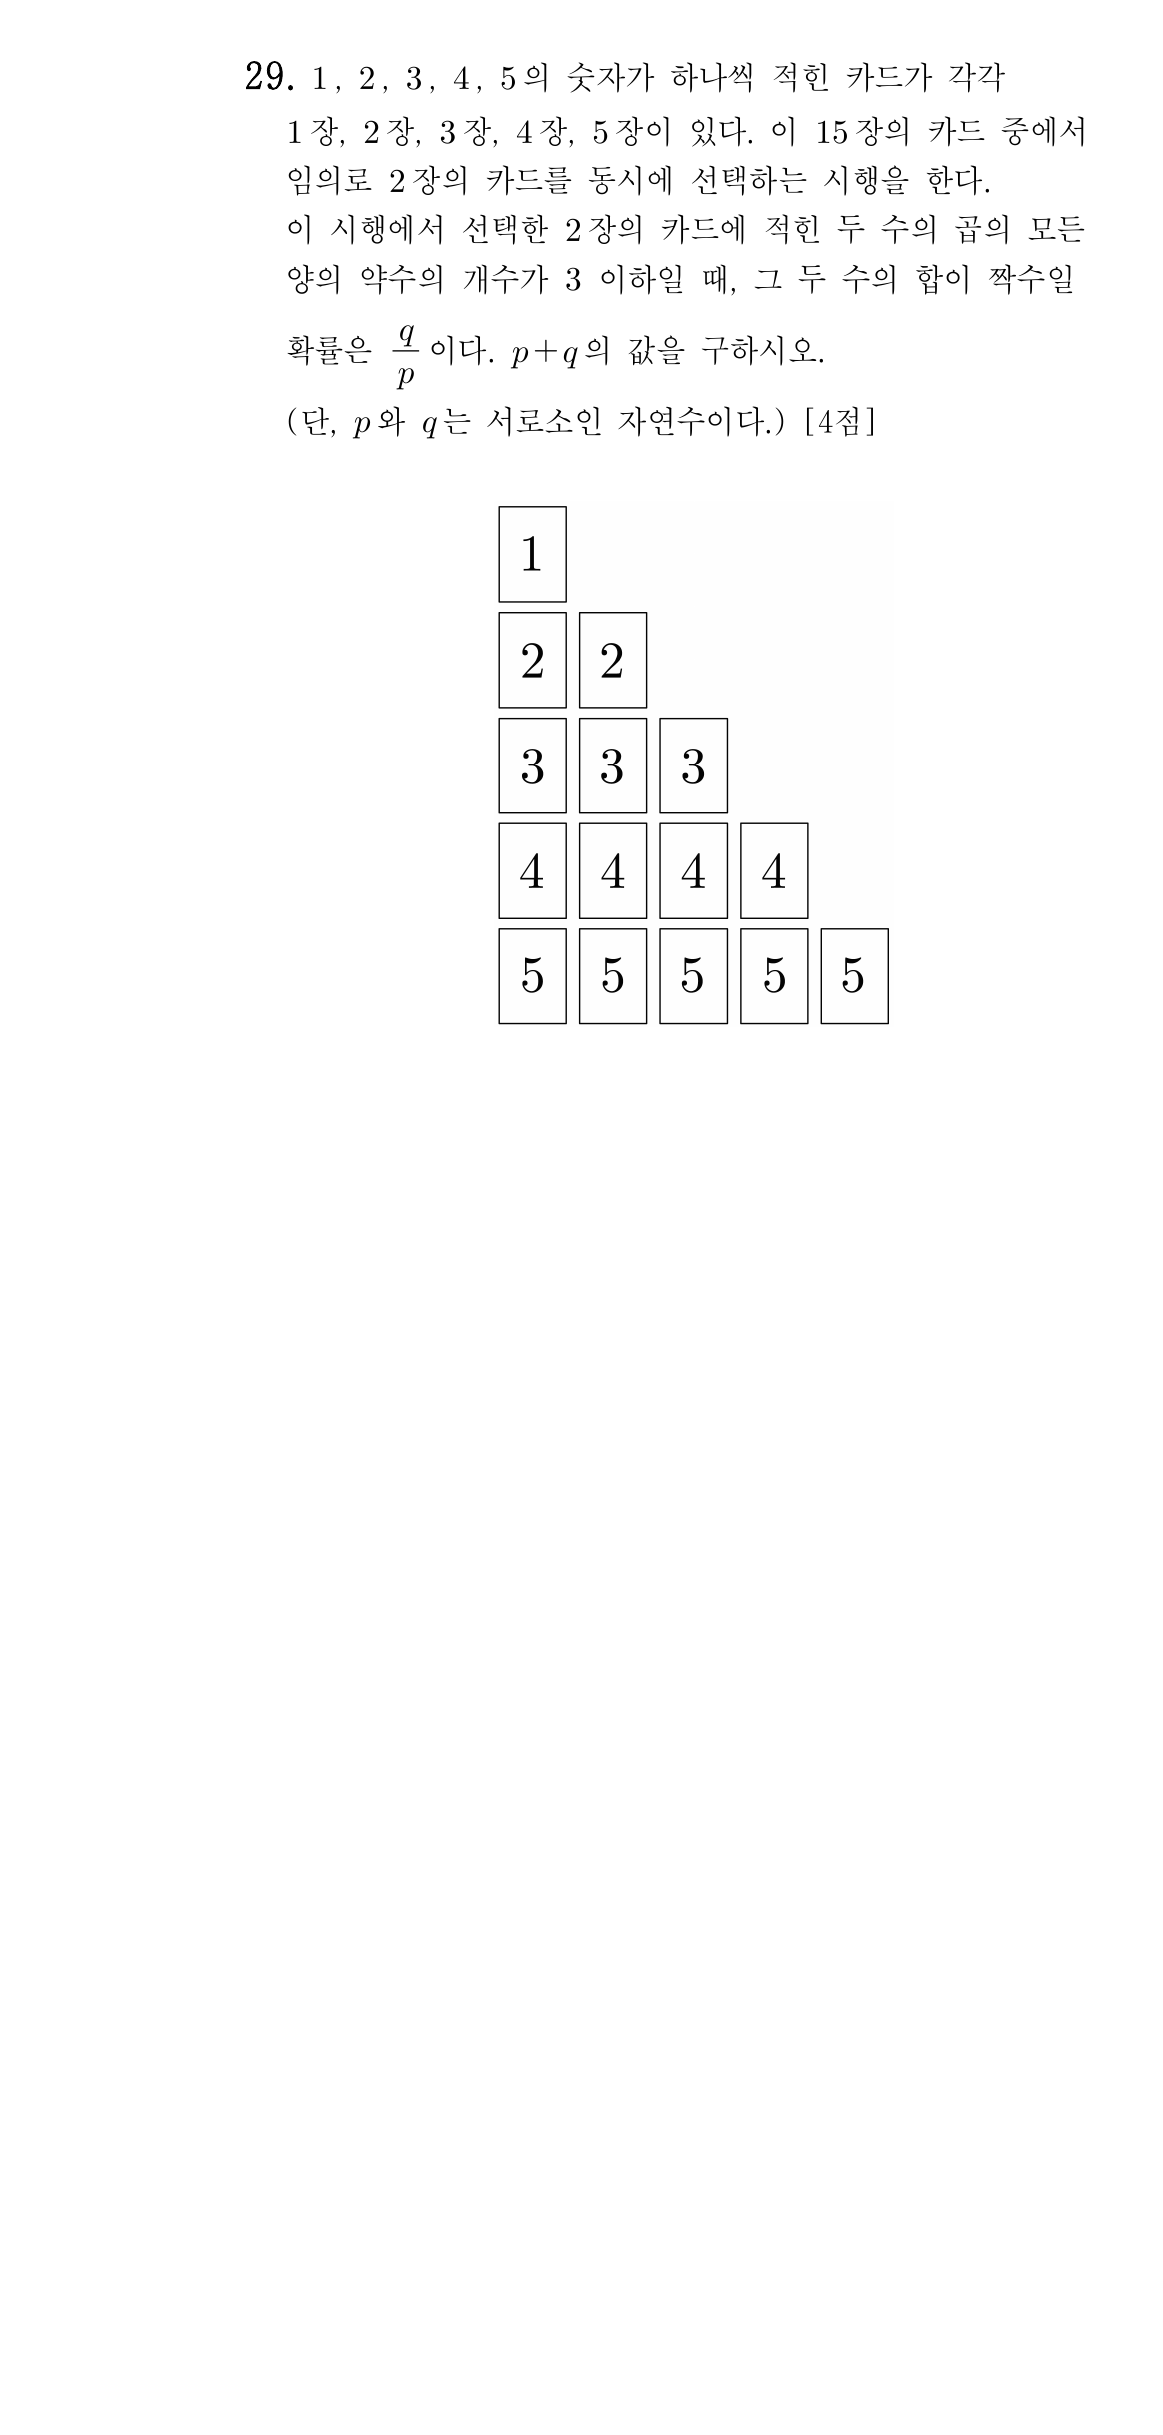 29. 1, 2, 3, 4, 5의 숫자가 하나씩 적힌 카드가 각각
1장, 2장, 3장, 4장, 5장이 있다. 이 15장의 카드 중에서
임의로 2장의 카드를 동시에 선택하는 시행을 한다.
이 시행에서 선택한 2장의 카드에 적힌 두 수의 곱의 모든
양의 약수의 개수가 3 이하일 때, 그 두 수의 합이 짝수일
확률은 q/p 이다. p+q의 값을 구하시오.
(단, p와 q는 서로소인 자연수이다.) [4점]
1
2 2
3 3 3
4 4 4 4
5 5 5 5 5